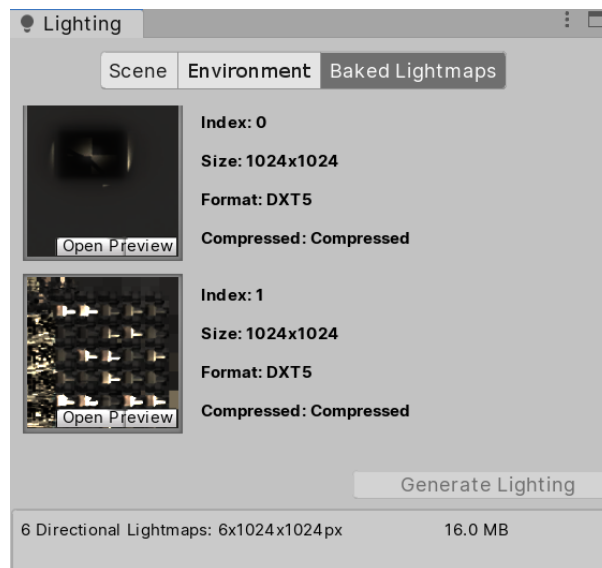 Lighting
Scene Environment Baked Lightmaps
Index: 0
Size: 1024x1024
Format: DXT5
Compressed: Compressed
Open Preview
Index: 1
Size: 1024x1024
Format: DXT5
Compressed: Compressed
Open Preview
Generate Lighting
6 Directional Lightmaps: 6x1024x1024px 16.0 MB